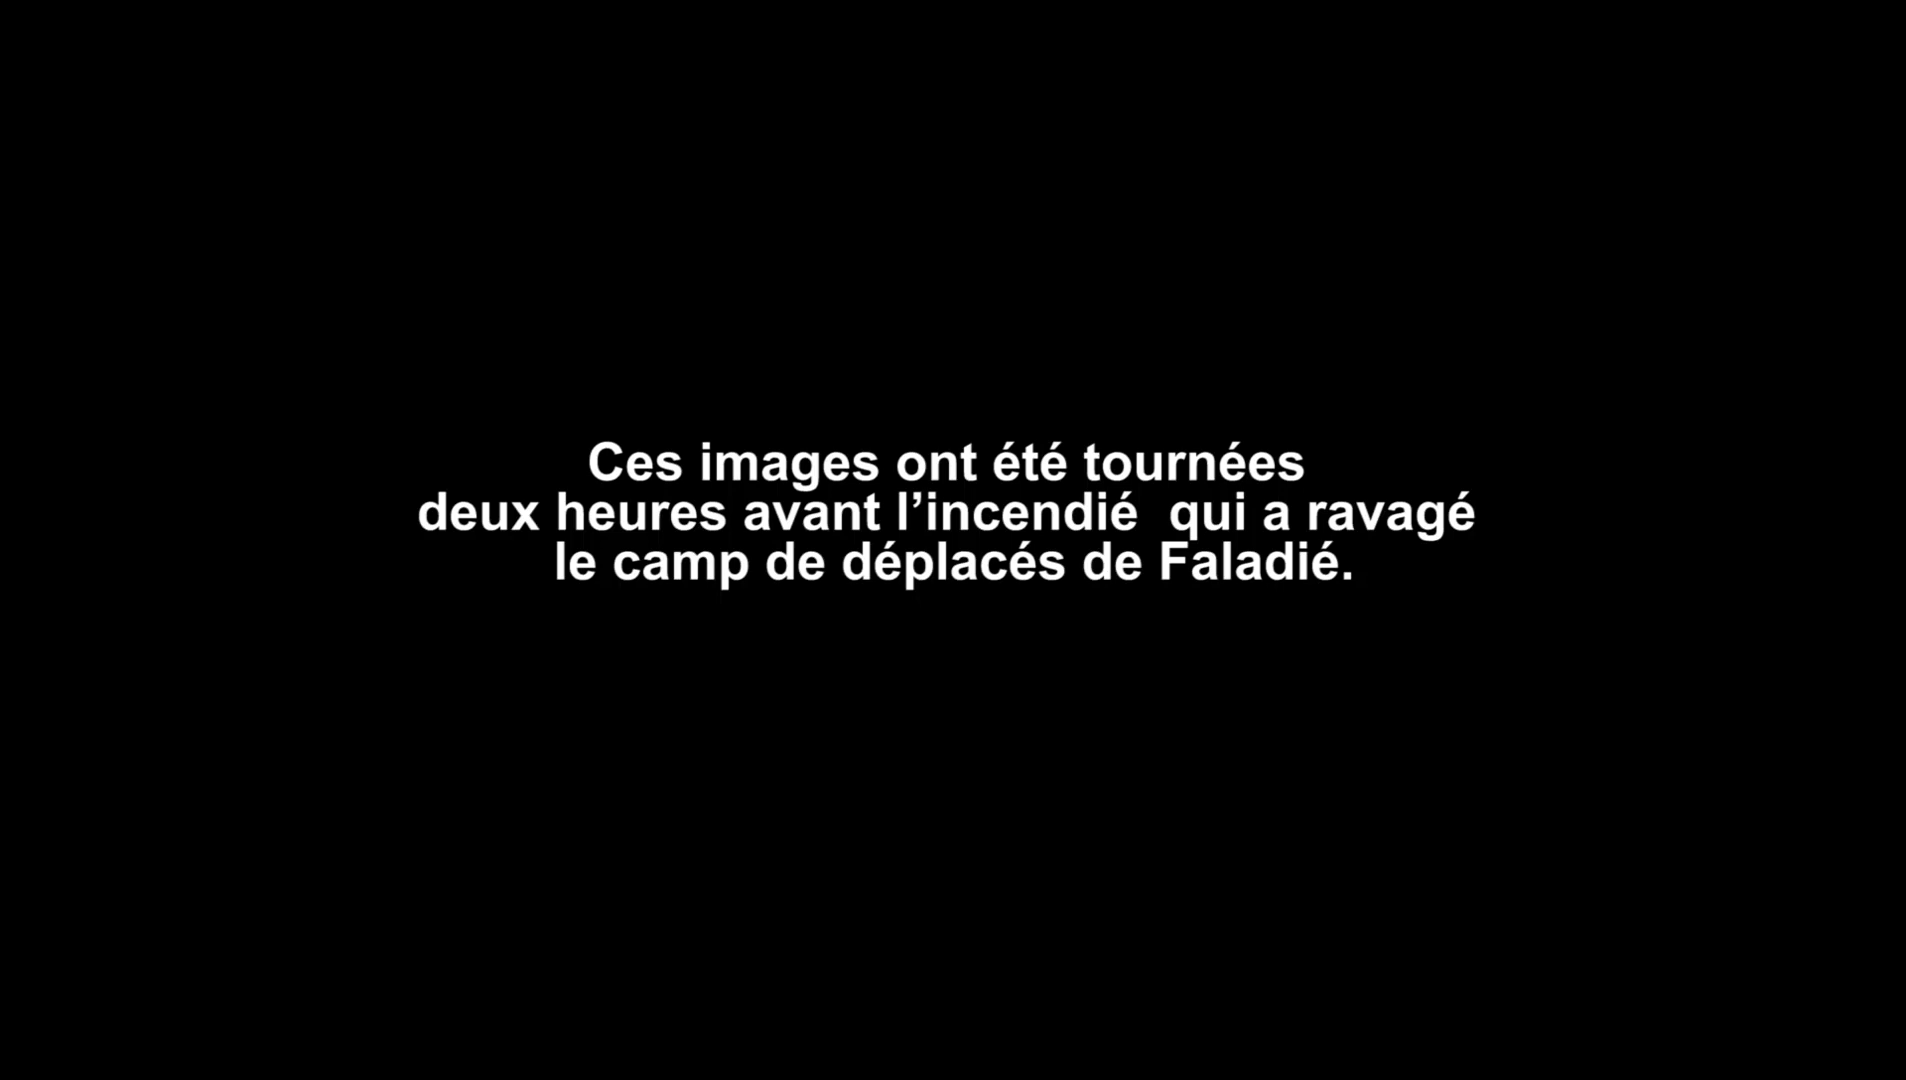 Ces images ont été tournées
deux heures avant l’incendié  qui a ravagé
le camp de déplacés de Faladié.